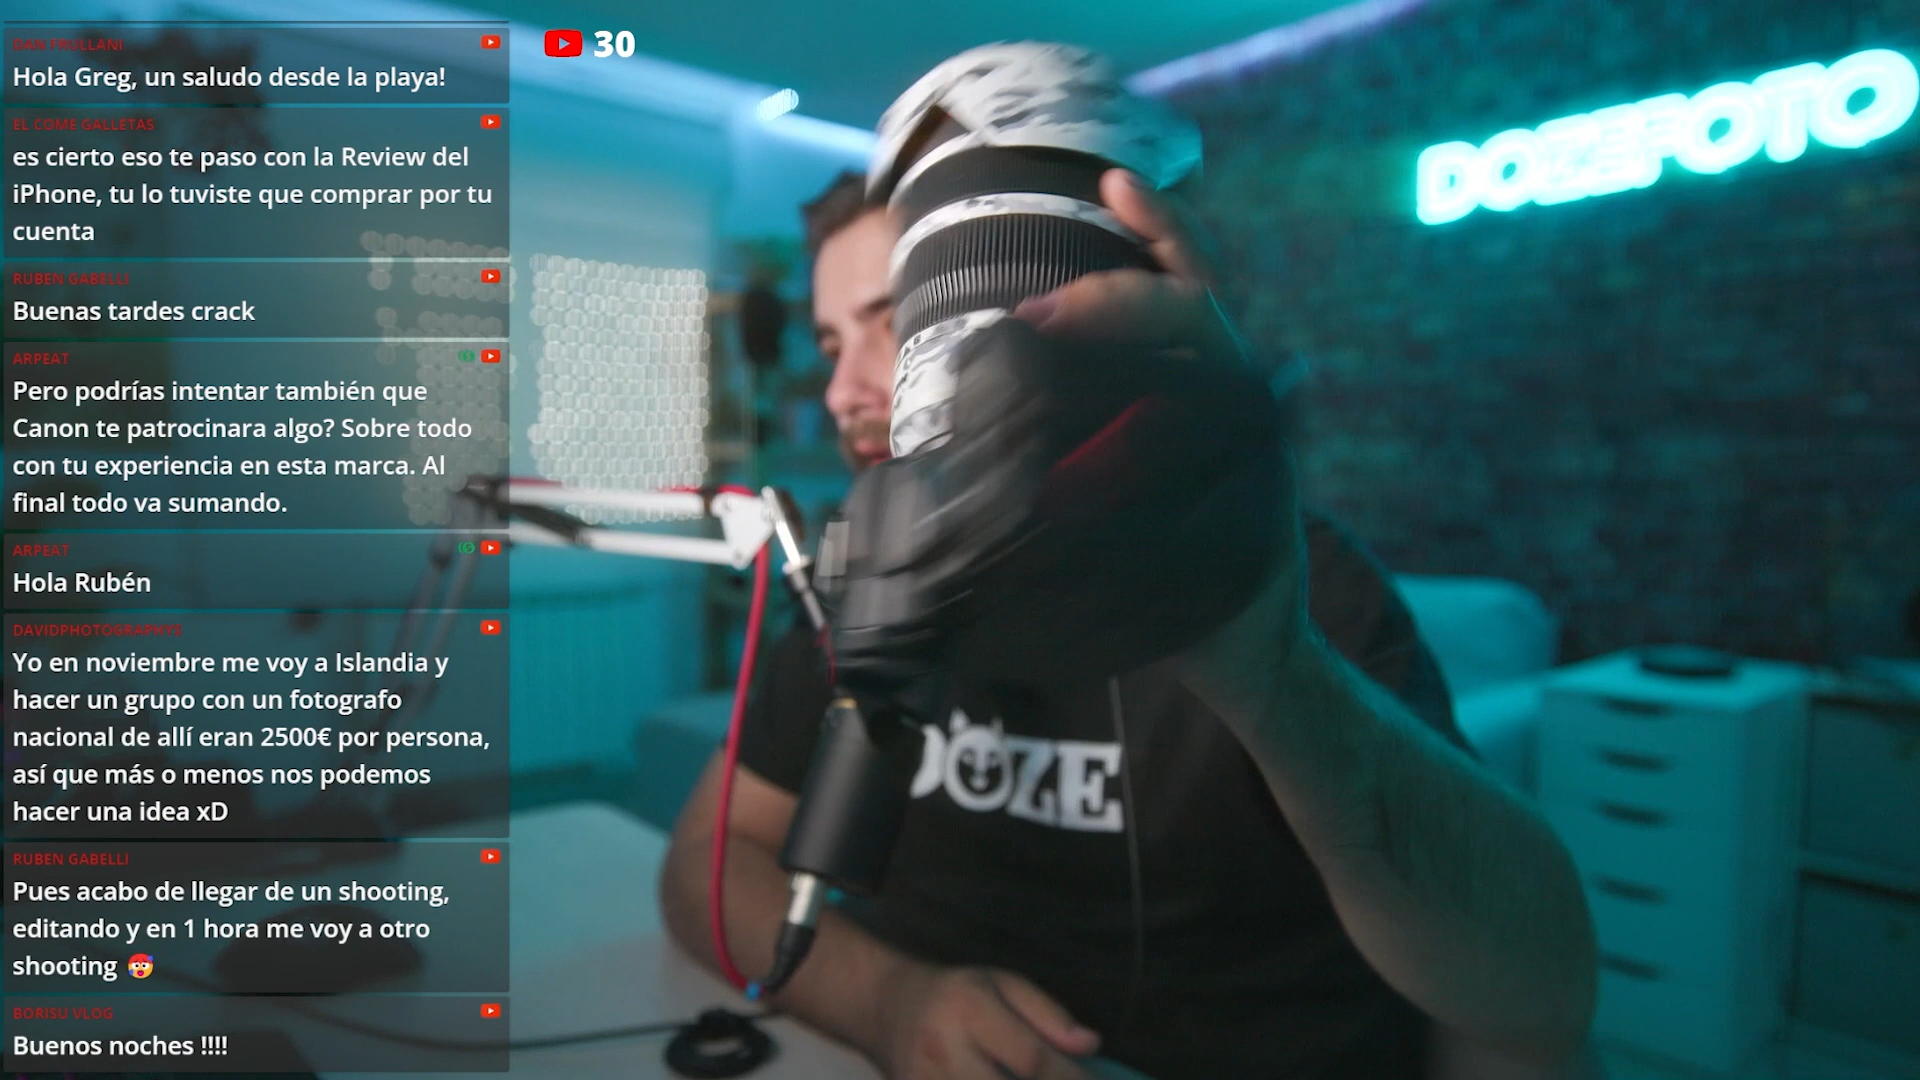 DAN FRULLANI
Hola Greg, un saludo desde la playa!
EL COME GALLETAS
es cierto eso te paso con la Review del
iPhone, tu lo tuviste que comprar por tu
cuenta
RUBEN GABELLI
Buenas tardes crack
ARPEAT
Pero podrías intentar también que
Canon te patrocinara algo? Sobre todo
con tu experiencia en esta marca. Al
final todo va sumando.
ARPEAT
Hola Rubén
DAVIDPHOTOGRAPHYS
Yo en noviembre me voy a Islandia y
hacer un grupo con un fotografo
nacional de allí eran 2500€ por persona,
así que más o menos nos podemos
hacer una idea xD
RUBEN GABELLI
Pues acabo de llegar de un shooting,
editando y en 1 hora me voy a otro
shooting 🥵
BORISU VLOG
Buenos noches !!!!
30
DOZEFOTO
DOZE